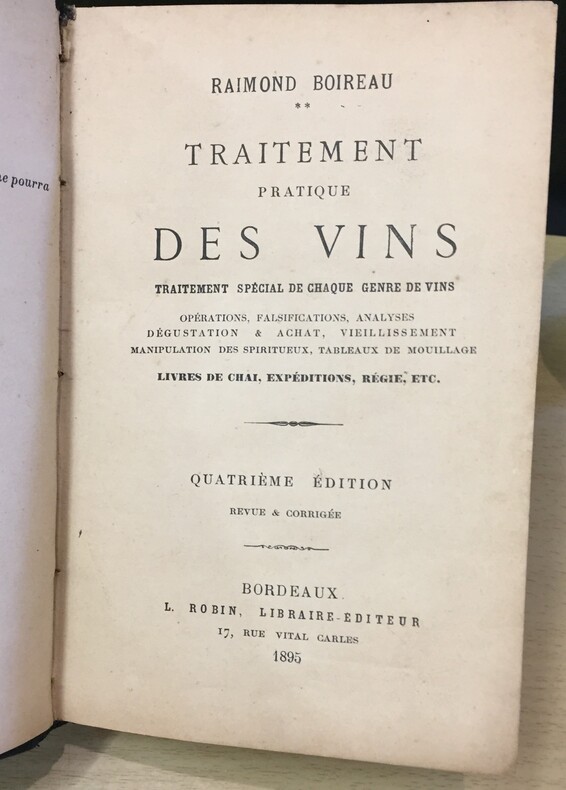 ne pourra
RAIMOND BOIREAU
**
TRAITEMENT
PRATIQUE
DES VINS
TRAITEMENT SPÉCIAL DE CHAQUE GENRE DE VINS
OPÉRATIONS, FALSIFICATIONS, ANALYSES
DÉGUSTATION & ACHAT, VIEILLISSEMENT
MANIPULATION DES SPIRITUEUX, TABLEAUX DE MOUILLAGE
LIVRES DE CHAI, EXPÉDITIONS, RÉGIE, ETC.
QUATRIÈME ÉDITION
REVUE & CORRIGÉE
BORDEAUX
L. ROBIN, LIBRAIRE-EDITEUR
17, RUE VITAL CARLES
1895